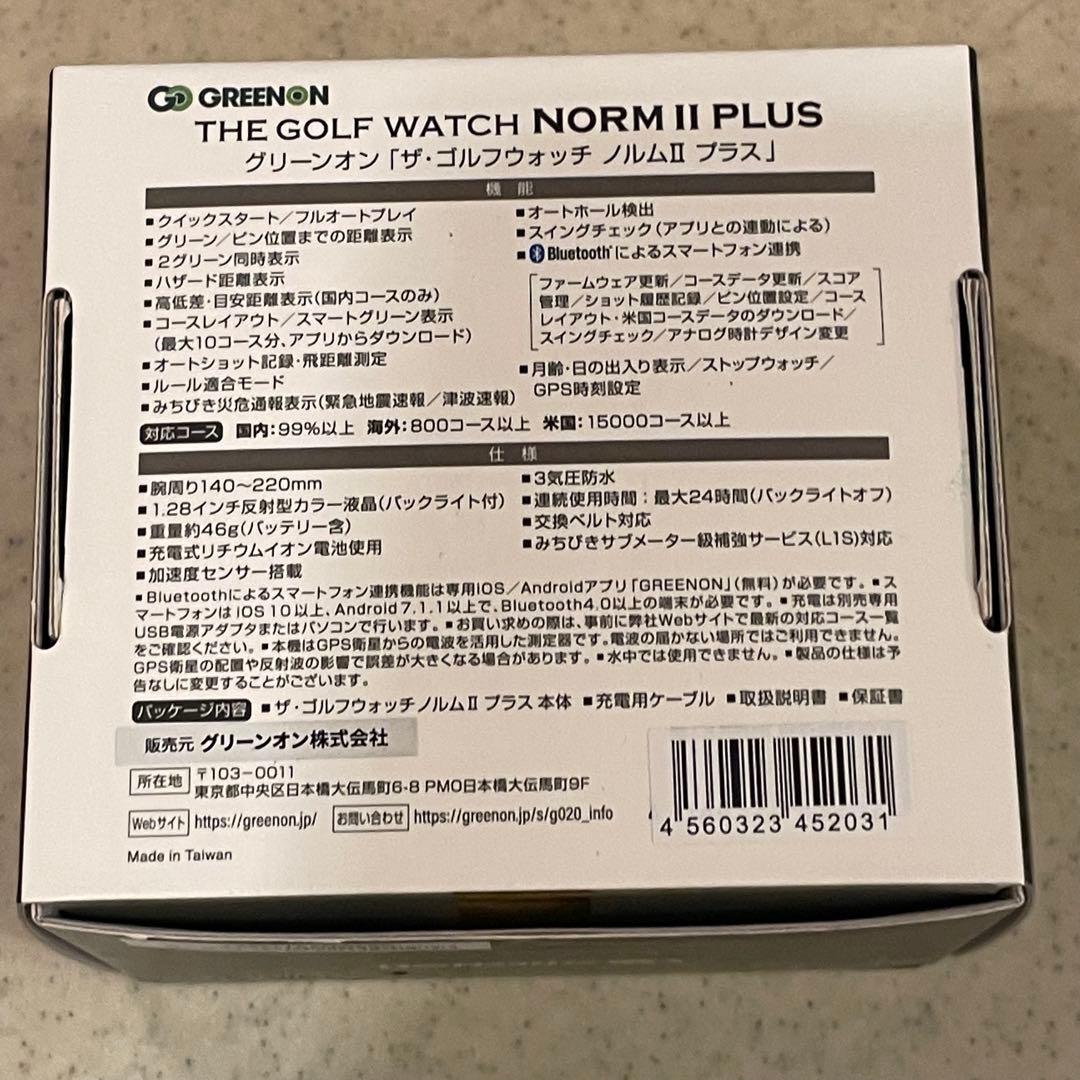 GREENON
THE GOLF WATCH NORM II PLUS
グリーンオン「ザ・ゴルフウォッチ ノルムⅡ プラス」
機 能
■クイックスタート／フルオートプレイ
■グリーン／ピン位置までの距離表示
■2グリーン同時表示
■ハザード距離表示
■高低差・目安距離表示(国内コースのみ)
■コースレイアウト／スマートグリーン表示
(最大10コース分、アプリからダウンロード)
■オートショット記録・飛距離測定
■ルール適合モード
■みちびき災危通報表示(緊急地震速報／津波速報)
■オートホール検出
■スイングチェック(アプリとの連動による)
■Bluetooth®によるスマートフォン連携
ファームウェア更新／コースデータ更新／スコア
管理／ショット履歴記録／ピン位置設定／コース
レイアウト・米国コースデータのダウンロード／
スイングチェック／アナログ時計デザイン変更
■月齢・日の出入り表示／ストップウォッチ／
GPS時刻設定
対応コース 国内：99%以上 海外：800コース以上 米国：15000コース以上
仕 様
■腕周り140〜220mm
■1.28インチ反射型カラー液晶(バックライト付)
■重量約46g(バッテリー含)
■充電式リチウムイオン電池使用
■加速度センサー搭載
■3気圧防水
■連続使用時間：最大24時間(バックライトオフ)
■交換ベルト対応
■みちびきサブメーター級補強サービス(L1S)対応
■Bluetoothによるスマートフォン連携機能は専用iOS／Androidアプリ「GREENON」(無料)が必要です。■ス
マートフォンは iOS 10以上、Android 7.1.1以上で、Bluetooth4.0以上の端末が必要です。■充電は別売専用
USB電源アダプタまたはパソコンで行います。■お買い求めの際は、事前に弊社Webサイトで最新の対応コース一覧
をご確認ください。■本機はGPS衛星からの電波を活用した測定器です。電波の届かない場所ではご利用できません。
GPS衛星の配置や反射波の影響で誤差が大きくなる場合があります。■水中では使用できません。■製品の仕様は予
告なしに変更することがございます。
パッケージ内容 ■ザ・ゴルフウォッチノルムⅡ プラス 本体 ■充電用ケーブル ■取扱説明書 ■保証書
販売元 グリーンオン株式会社
所在地 〒103-0011
東京都中央区日本橋大伝馬町6-8 PMO日本橋大伝馬町9F
Webサイト https://greenon.jp/ お問い合わせ https://greenon.jp/s/g020_info
Made in Taiwan
4 560323 452031